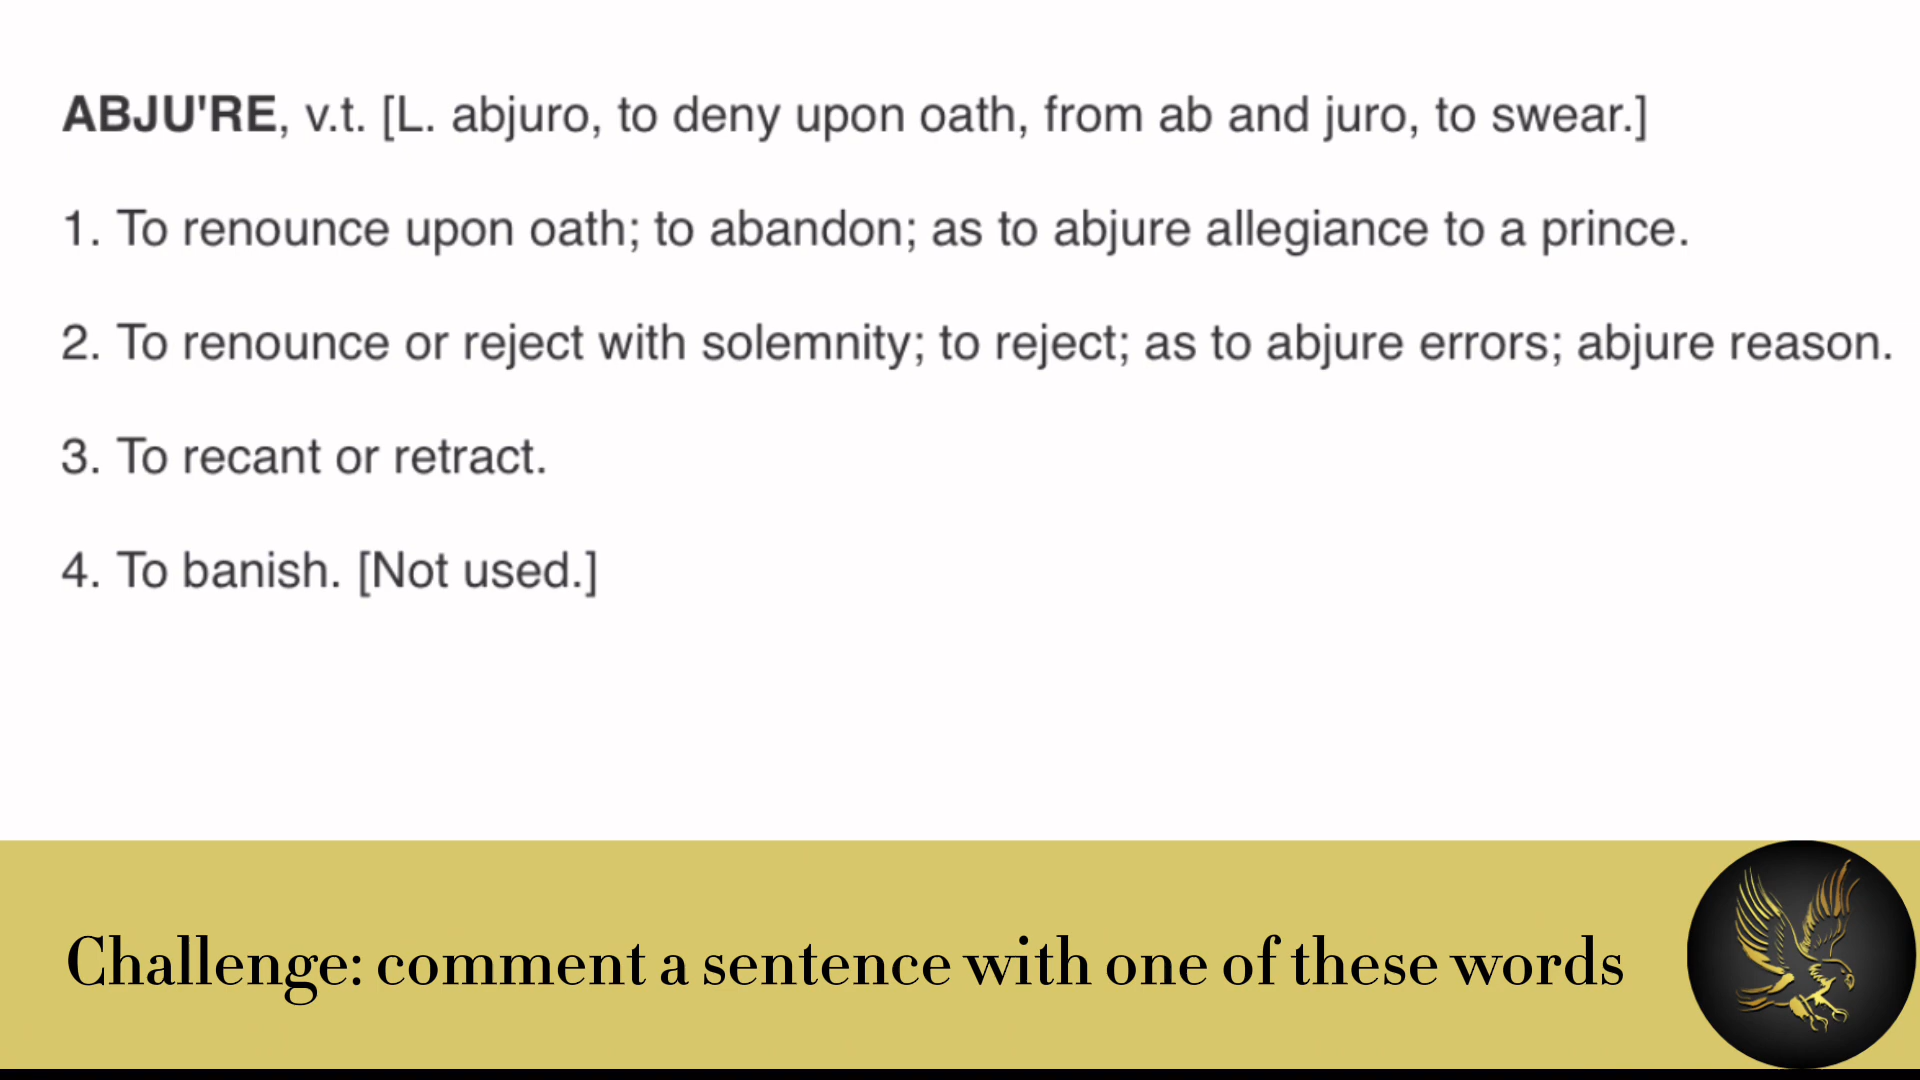 ABJU'RE, v.t. [L. abjuro, to deny upon oath, from ab and juro, to swear.]
1. To renounce upon oath; to abandon; as to abjure allegiance to a prince.
2. To renounce or reject with solemnity; to reject; as to abjure errors; abjure reason.
3. To recant or retract.
4. To banish. [Not used.]
Challenge: comment a sentence with one of these words